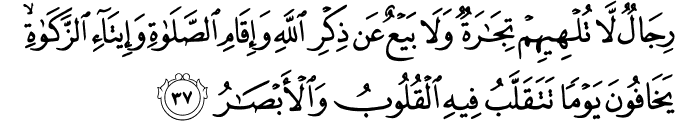 رِجَالٌ لَّا تُلْهِيهِمْ تِجَـٰرَةٌ وَلَا بَيْعٌ عَن ذِكْرِ ٱللَّهِ وَإِقَامِ ٱلصَّلَوٰةِ وَإِيتَآءِ ٱلزَّكَوٰةِ ۙ
يَخَافُونَ يَوْمًا تَتَقَلَّبُ فِيهِ ٱلْقُلُوبُ وَٱلْأَبْصَـٰرُ ٣٧